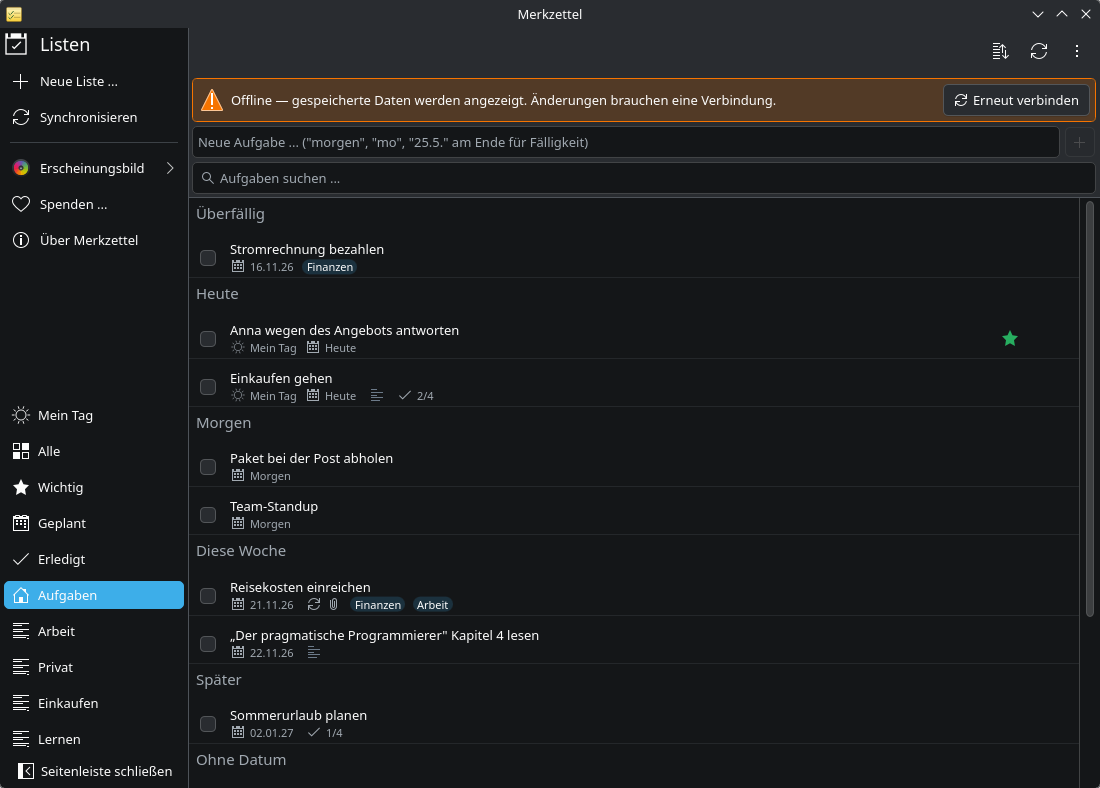 Merkzettel
Listen
Neue Liste ...
Synchronisieren
Erscheinungsbild
Spenden ...
Über Merkzettel
Mein Tag
Alle
Wichtig
Geplant
Erledigt
Aufgaben
Arbeit
Privat
Einkaufen
Lernen
Seitenleiste schließen
Offline — gespeicherte Daten werden angezeigt. Änderungen brauchen eine Verbindung.
Erneut verbinden
Neue Aufgabe ... ("morgen", "mo", "25.5." am Ende für Fälligkeit)
Aufgaben suchen ...
Überfällig
Stromrechnung bezahlen
16.11.26 Finanzen
Heute
Anna wegen des Angebots antworten
Mein Tag Heute
Einkaufen gehen
Mein Tag Heute 2/4
Morgen
Paket bei der Post abholen
Morgen
Team-Standup
Morgen
Diese Woche
Reisekosten einreichen
21.11.26 Finanzen Arbeit
„Der pragmatische Programmierer" Kapitel 4 lesen
22.11.26
Später
Sommerurlaub planen
02.01.27 1/4
Ohne Datum